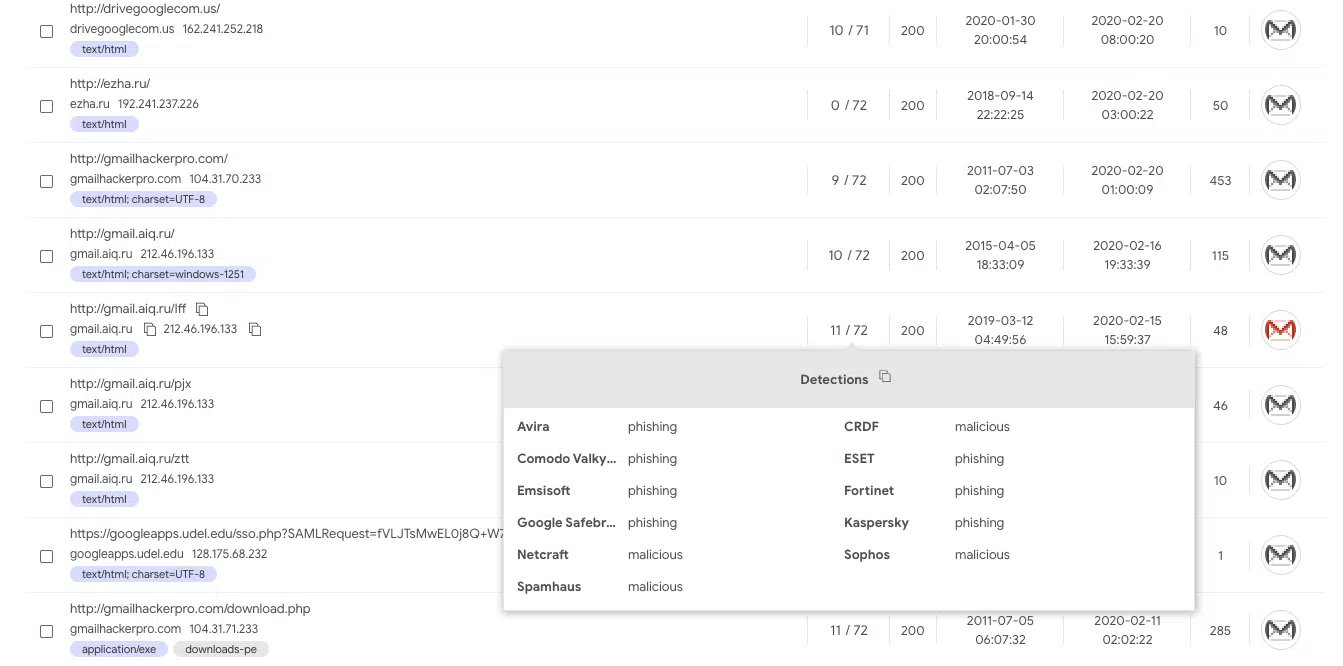 http://drivegooglecom.us/
drivegooglecom.us 162.241.252.218
text/html
10 / 71
200
2020-01-30
20:00:54
2020-02-20
08:00:20
10
http://ezha.ru/
ezha.ru 192.241.237.226
text/html
0 / 72
200
2018-09-14
22:22:25
2020-02-20
03:00:22
50
http://gmailhackerpro.com/
gmailhackerpro.com 104.31.70.233
text/html; charset=UTF-8
9 / 72
200
2011-07-03
02:07:50
2020-02-20
01:00:09
453
http://gmail.aiq.ru/
gmail.aiq.ru 212.46.196.133
text/html; charset=windows-1251
10 / 72
200
2015-04-05
18:33:09
2020-02-16
19:33:39
115
http://gmail.aiq.ru/lff
gmail.aiq.ru 212.46.196.133
text/html
11 / 72
200
2019-03-12
04:49:56
2020-02-15
15:59:37
48
Detections
Avira phishing CRDF malicious
Comodo Valky... phishing ESET phishing
Emsisoft phishing Fortinet phishing
Google Safebr... phishing Kaspersky phishing
Netcraft malicious Sophos malicious
Spamhaus malicious
http://gmail.aiq.ru/pjx
gmail.aiq.ru 212.46.196.133
text/html
46
http://gmail.aiq.ru/ztt
gmail.aiq.ru 212.46.196.133
text/html
10
https://googleapps.udel.edu/sso.php?SAMLRequest=fVLJTsMwEL0j8Q+W7
googleapps.udel.edu 128.175.68.232
text/html; charset=UTF-8
1
http://gmailhackerpro.com/download.php
gmailhackerpro.com 104.31.71.233
application/exe downloads-pe
11 / 72
200
2011-07-05
06:07:32
2020-02-11
02:02:22
285